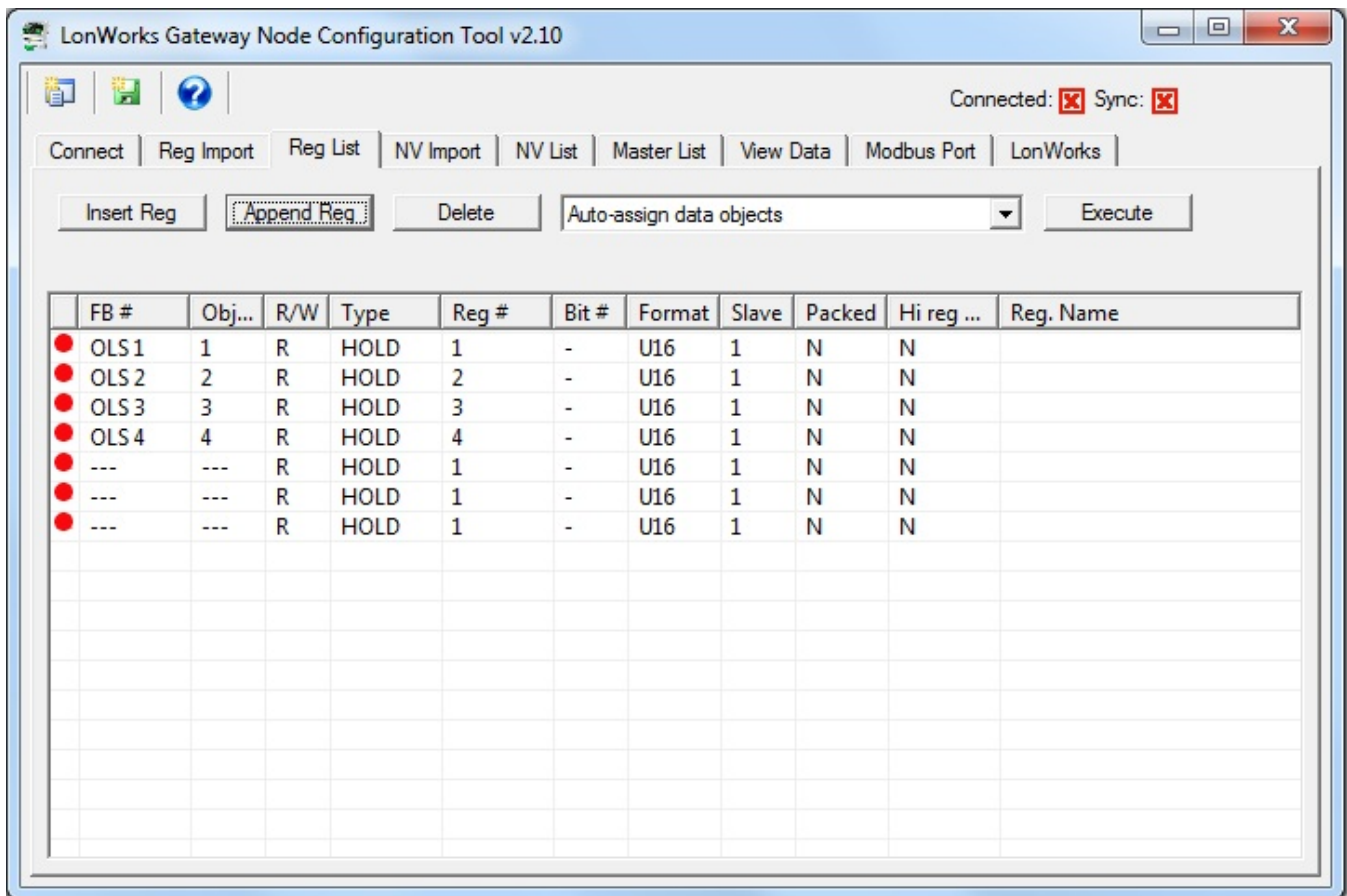 LonWorks Gateway Node Configuration Tool v2.10
Connected: Sync:
Connect Reg Import Reg List NV Import NV List Master List View Data Modbus Port LonWorks
Insert Reg Append Reg Delete Auto-assign data objects Execute
FB # Obj... R/W Type Reg # Bit # Format Slave Packed Hi reg ... Reg. Name
OLS 1 1 R HOLD 1 - U16 1 N N
OLS 2 2 R HOLD 2 - U16 1 N N
OLS 3 3 R HOLD 3 - U16 1 N N
OLS 4 4 R HOLD 4 - U16 1 N N
--- --- R HOLD 1 - U16 1 N N
--- --- R HOLD 1 - U16 1 N N
--- --- R HOLD 1 - U16 1 N N